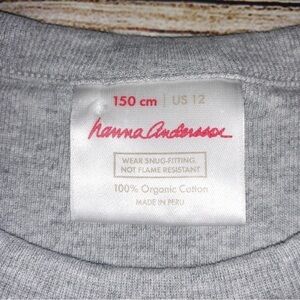 150 cm | US 12
hanna andersson
WEAR SNUG-FITTING.
NOT FLAME RESISTANT
100% Organic Cotton
MADE IN PERU